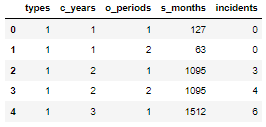 types c_years o_periods s_months incidents
0 1 1 1 127 0
1 1 1 2 63 0
2 1 2 1 1095 3
3 1 2 2 1095 4
4 1 3 1 1512 6